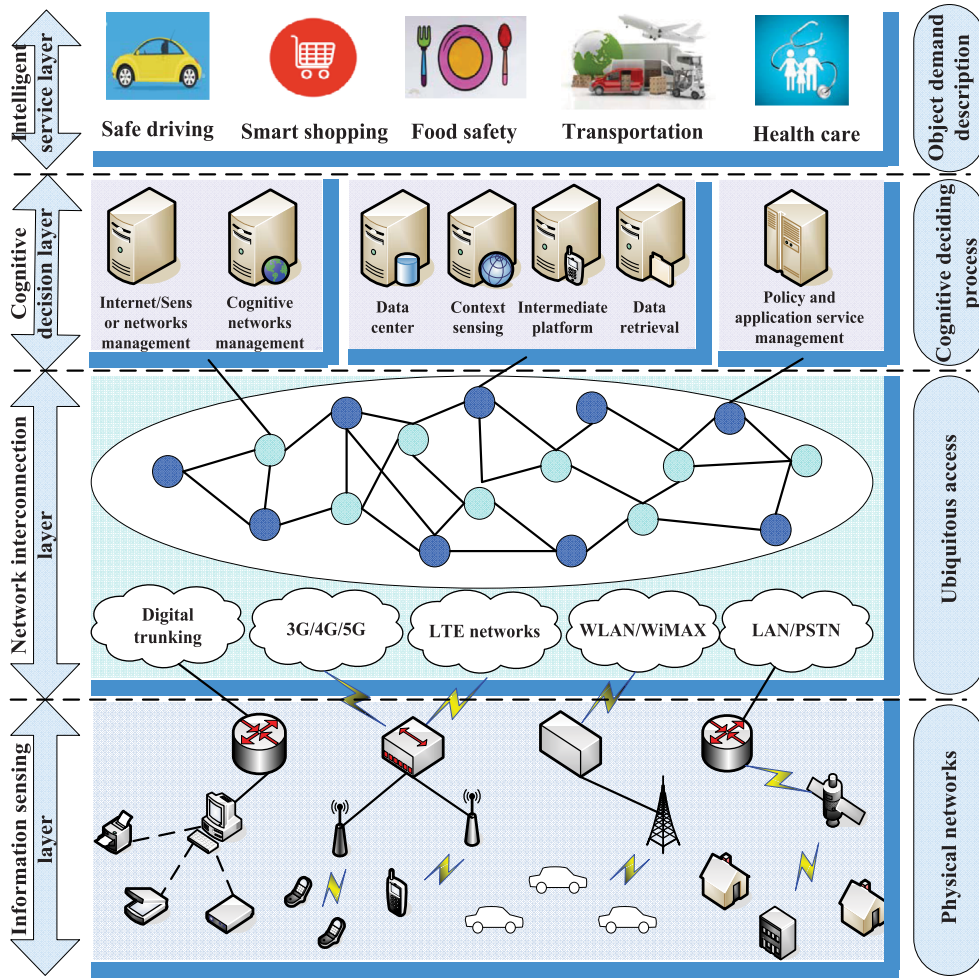 Intelligent
service layer
Safe driving
Smart shopping
Food safety
Transportation
Health care
Object demand
description
Cognitive
decision layer
Internet/Sens
or networks
management
Cognitive
networks
management
Data
center
Context
sensing
Intermediate
platform
Data
retrieval
Policy and
application service
management
Cognitive deciding
process
Network interconnection
layer
Digital
trunking
3G/4G/5G
LTE networks
WLAN/WiMAX
LAN/PSTN
Ubiquitous access
Information sensing
layer
Physical networks